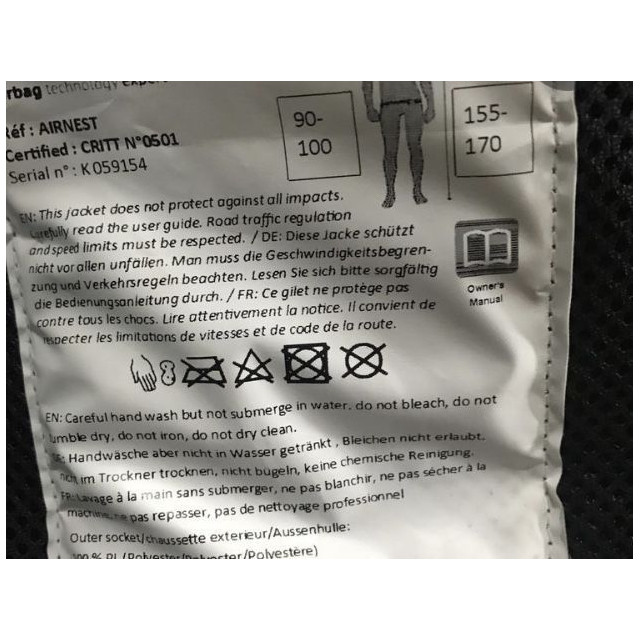 rbag technology
Réf : AIRNEST
Certified : CRITT N°0501
Serial n° : K059154
90-
100
155-
170
EN: This jacket does not protect against all impacts.
Carefully read the user guide. Road traffic regulation
and speed limits must be respected. / DE: Diese Jacke schützt
nicht vor allen unfällen. Man muss die Geschwindigkeitsbegren-
zung und Verkehrsregeln beachten. Lesen Sie sich bitte sorgfältig
die Bedienungsanleitung durch. / FR: Ce gilet ne protège pas
contre tous les chocs. Lire attentivement la notice. Il convient de
respecter les limitations de vitesses et de code de la route.
Owner's
Manual
EN: Careful hand wash but not submerge in water, do not bleach, do not
tumble dry, do not iron, do not dry clean.
DE: Handwäsche aber nicht in Wasser getränkt , Bleichen nicht erlaubt.
im Trockner trocknen, nicht bügeln, keine chemische Reinigung.
FR: Lavage à la main sans submerger, ne pas blanchir, ne pas sécher à la
machine, ne pas repasser, pas de nettoyage professionnel
Outer socket/chaussette exterieur/Aussenhulle:
100 % PL (Polyester/Polyester/Polyestère)